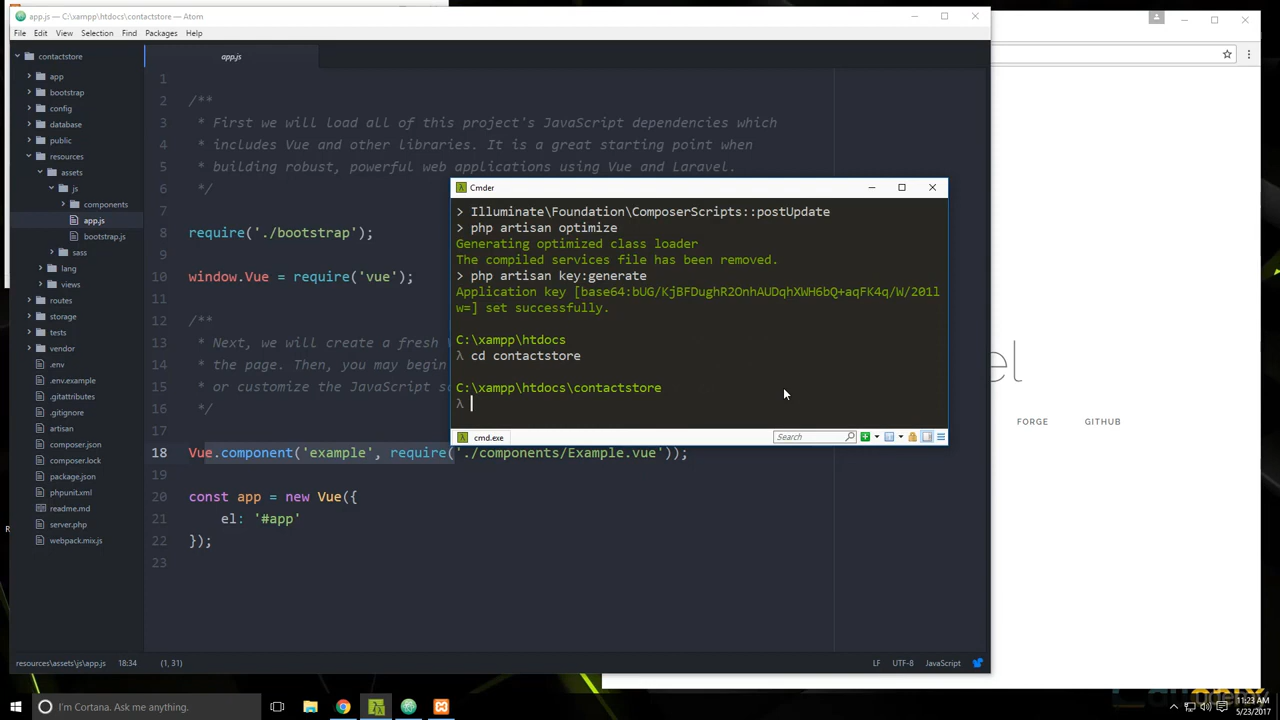 app.js — C:\xampp\htdocs\contactstore — Atom
File Edit View Selection Find Packages Help
contactstore
app
bootstrap
config
database
public
resources
assets
js
components
app.js
bootstrap.js
sass
lang
views
routes
storage
tests
vendor
.env
.env.example
.gitattributes
.gitignore
artisan
composer.json
composer.lock
package.json
phpunit.xml
readme.md
server.php
webpack.mix.js
app.js
1
2 /**
3 * First we will load all of this project's JavaScript dependencies which
4 * includes Vue and other libraries. It is a great starting point when
5 * building robust, powerful web applications using Vue and Laravel.
6 */
7
8 require('./bootstrap');
9
10 window.Vue = require('vue');
11
12 /**
13 * Next, we will create a fresh
14 * the page. Then, you may begin
15 * or customize the JavaScript
16 */
17
18 Vue.component('example', require('./components/Example.vue'));
19
20 const app = new Vue({
21 el: '#app'
22 });
23
Cmder
> Illuminate\Foundation\ComposerScripts::postUpdate
> php artisan optimize
Generating optimized class loader
The compiled services file has been removed.
> php artisan key:generate
Application key [base64:bUG/KjBFDughR2OnhAUDqhXWH6bQ+aqFK4q/W/201l
w=] set successfully.
C:\xampp\htdocs
λ cd contactstore
C:\xampp\htdocs\contactstore
λ
cmd.exe
Search
el
FORGE GITHUB
resources\assets\js\app.js 18:34 (1, 31)
LF UTF-8 JavaScript
I'm Cortana. Ask me anything.
11:23 AM
5/23/2017